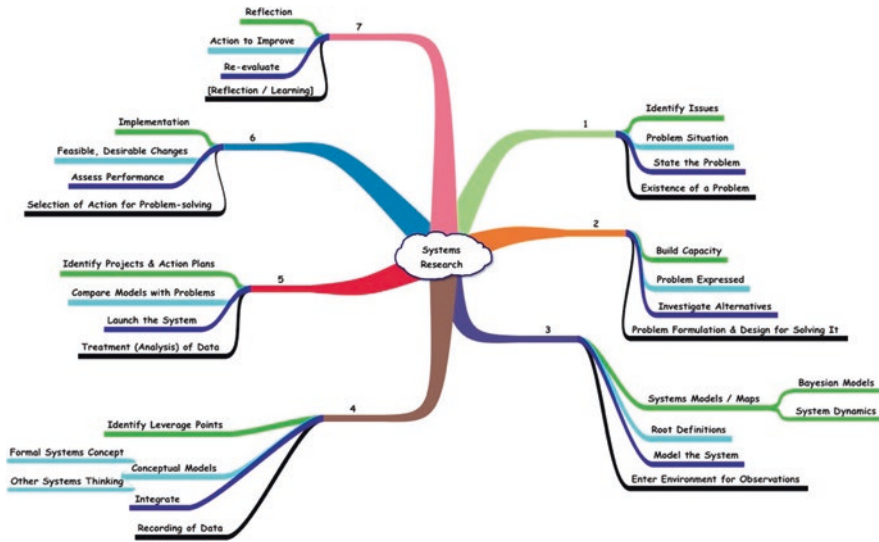 Systems
Research
1
Identify Issues
Problem Situation
State the Problem
Existence of a Problem
2
Build Capacity
Problem Expressed
Investigate Alternatives
Problem Formulation & Design for Solving It
3
Systems Models / Maps
Bayesian Models
System Dynamics
Root Definitions
Model the System
Enter Environment for Observations
4
Identify Leverage Points
Conceptual Models
Formal Systems Concept
Other Systems Thinking
Integrate
Recording of Data
5
Identify Projects & Action Plans
Compare Models with Problems
Launch the System
Treatment (Analysis) of Data
6
Implementation
Feasible, Desirable Changes
Assess Performance
Selection of Action for Problem-solving
7
Reflection
Action to Improve
Re-evaluate
[Reflection / Learning]